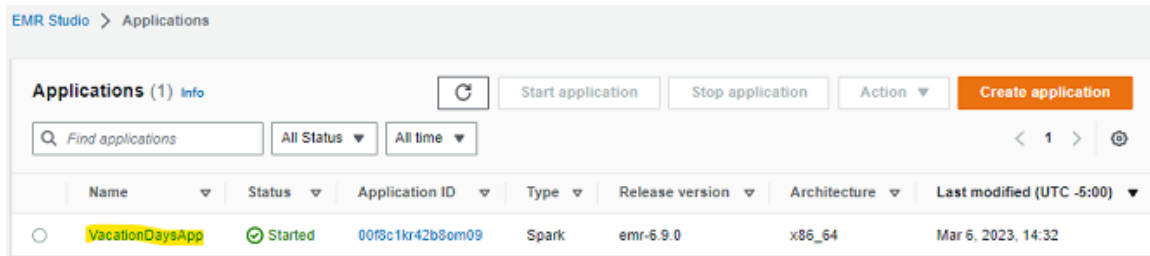 EMR Studio > Applications
Applications (1) Info
Start application
Stop application
Action
Create application
Find applications
All Status
All time
< 1 >
Name Status Application ID Type Release version Architecture Last modified (UTC -5:00)
VacationDaysApp Started 00f8c1kr42b8om09 Spark emr-6.9.0 x86_64 Mar 6, 2023, 14:32